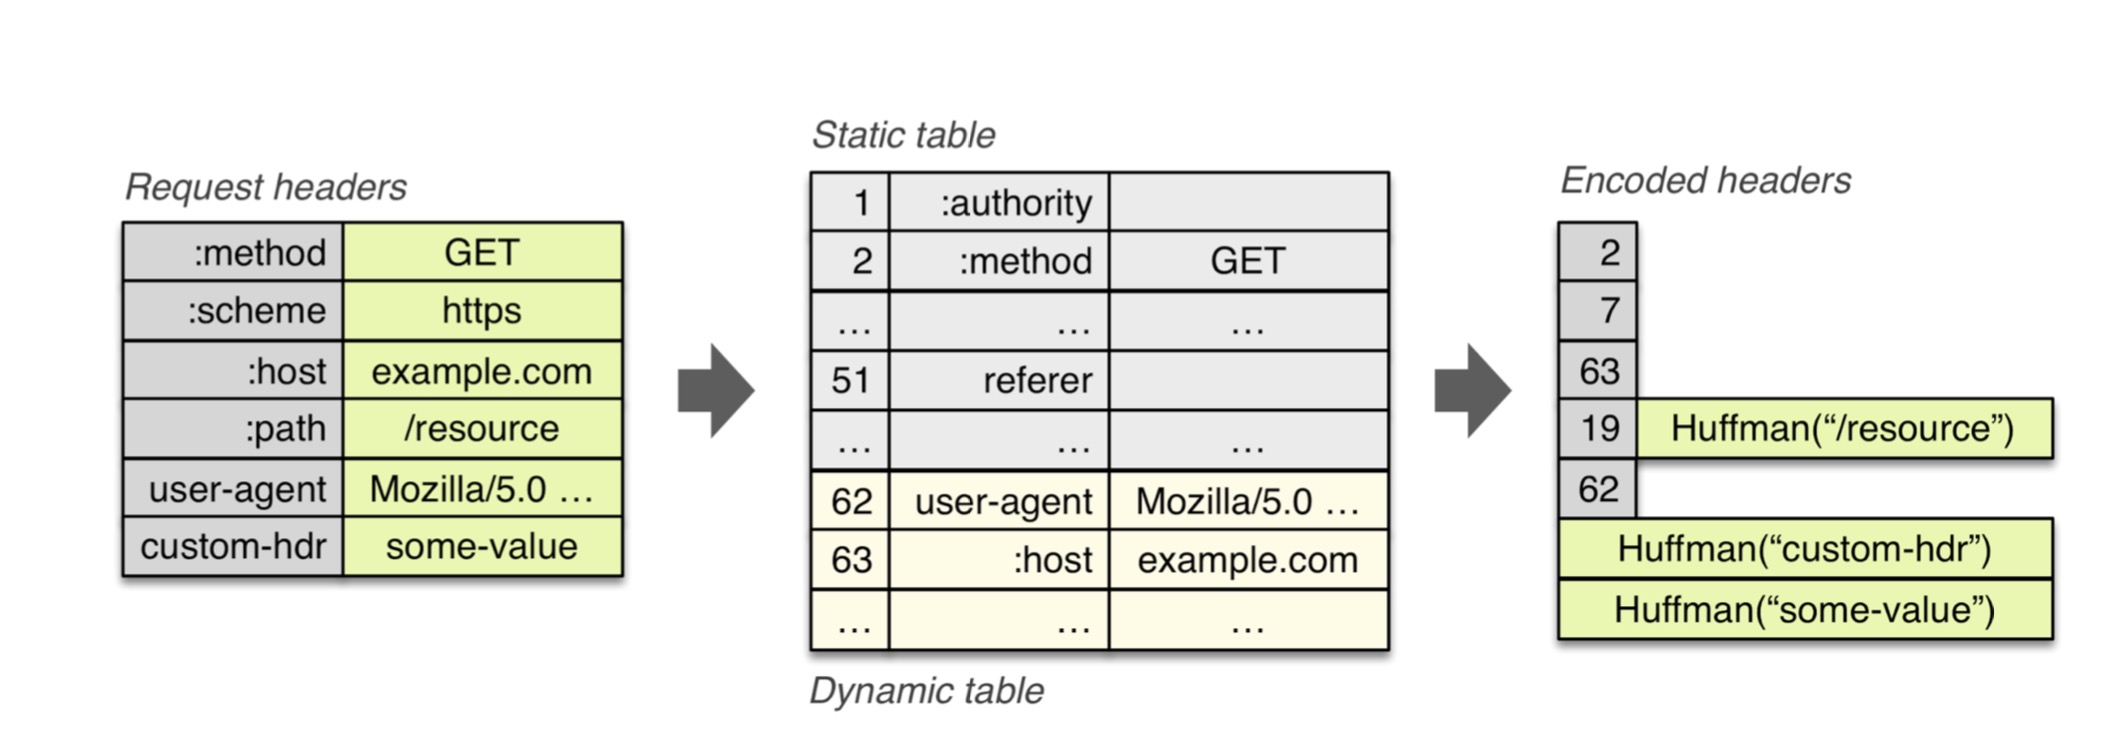 Request headers
:method GET
:scheme https
:host example.com
:path /resource
user-agent Mozilla/5.0 …
custom-hdr some-value
Static table
1 :authority
2 :method GET
… … …
51 referer
… … …
62 user-agent Mozilla/5.0 …
63 :host example.com
… … …
Dynamic table
Encoded headers
2
7
63
19 Huffman(“/resource”)
62
Huffman(“custom-hdr”)
Huffman(“some-value”)